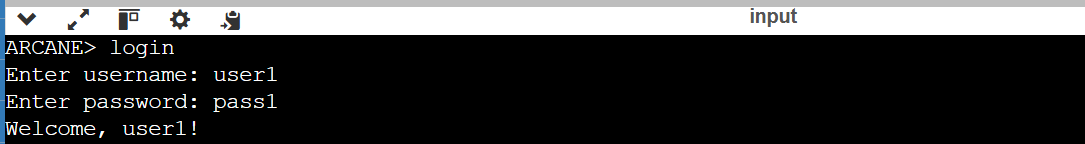 input
ARCANE> login
Enter username: user1
Enter password: pass1
Welcome, user1!